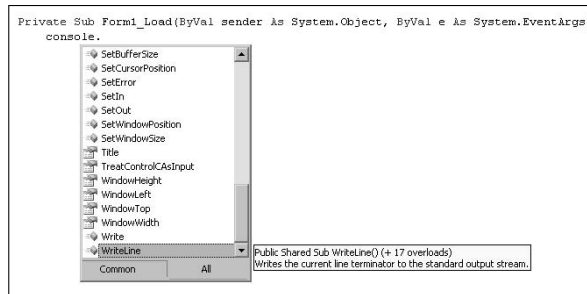 Private Sub Form1_Load(ByVal sender As System.Object, ByVal e As System.EventArgs
console.
SetBufferSize
SetCursorPosition
SetError
SetIn
SetOut
SetWindowPosition
SetWindowSize
Title
TreatControlCAsInput
WindowHeight
WindowLeft
WindowTop
WindowWidth
Write
WriteLine
Public Shared Sub WriteLine() (+ 17 overloads)
Writes the current line terminator to the standard output stream.
Common All